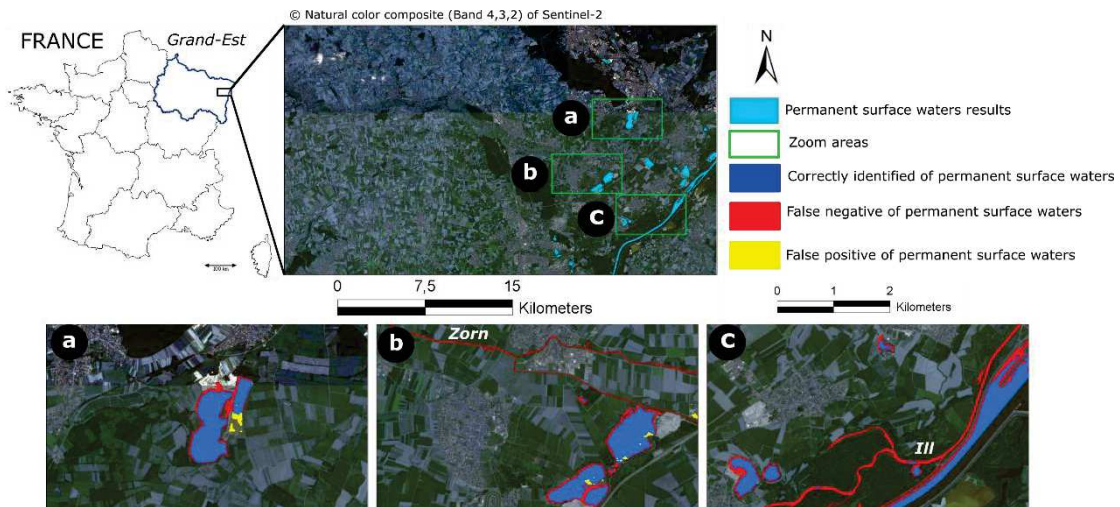 © Natural color composite (Band 4,3,2) of Sentinel-2
FRANCE
Grand-Est
100 km
a
b
c
0 7,5 15
Kilometers
N
Permanent surface waters results
Zoom areas
Correctly identified of permanent surface waters
False negative of permanent surface waters
False positive of permanent surface waters
0 1 2
Kilometers
a
b
Zorn
c
Ill